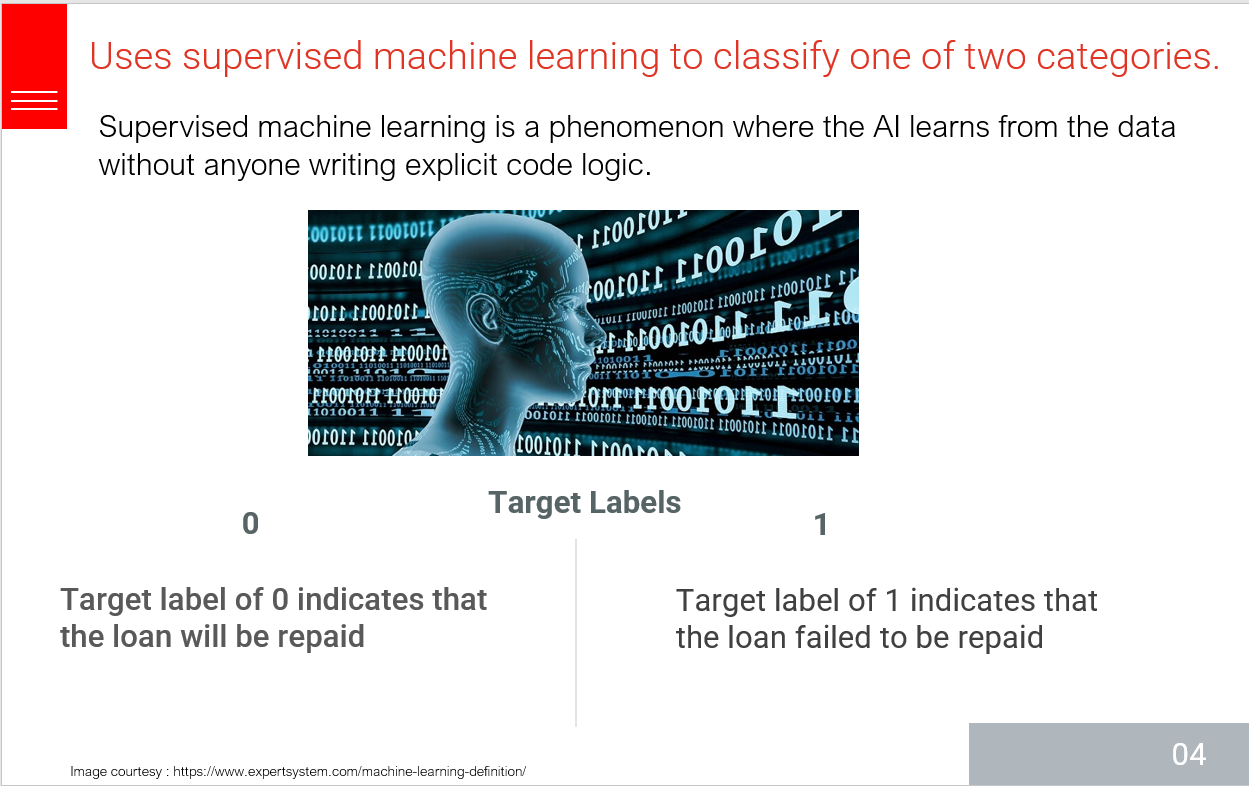 Uses supervised machine learning to classify one of two categories.
Supervised machine learning is a phenomenon where the AI learns from the data
without anyone writing explicit code logic.
Target Labels
0
1
Target label of 0 indicates that
the loan will be repaid
Target label of 1 indicates that
the loan failed to be repaid
Image courtesy : https://www.expertsystem.com/machine-learning-definition/
04